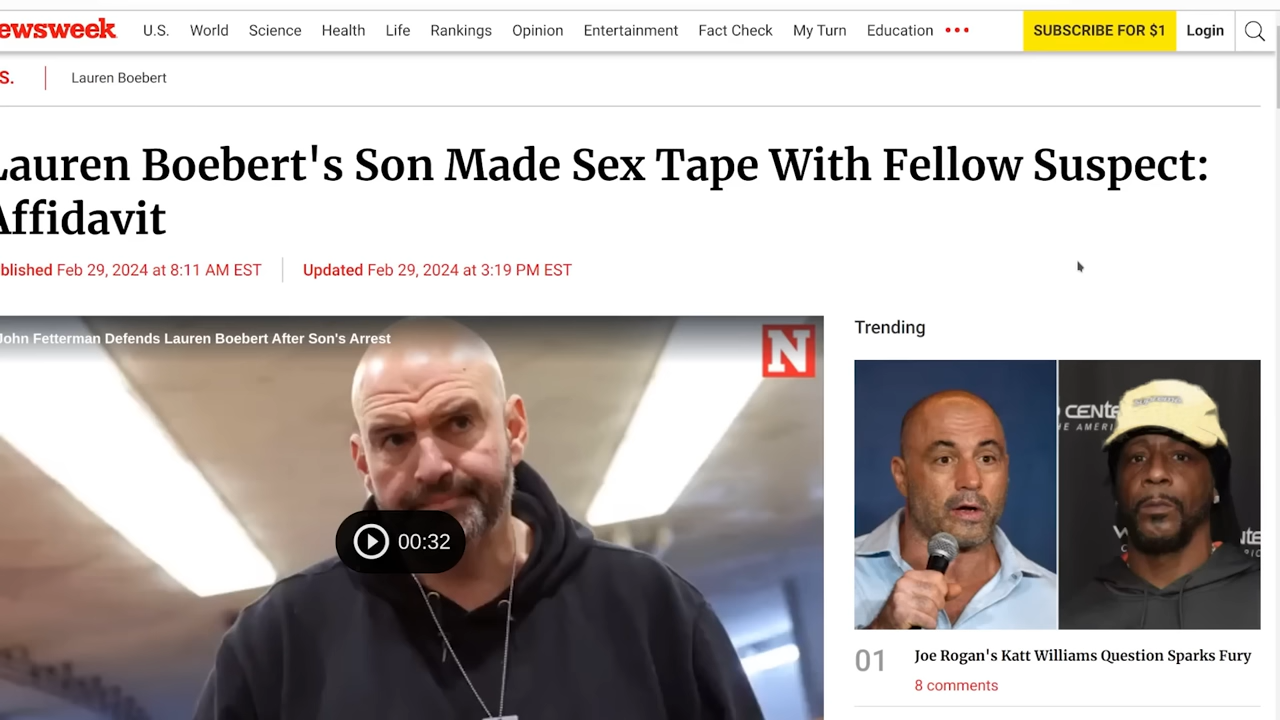 ewsweek U.S. World Science Health Life Rankings Opinion Entertainment Fact Check My Turn Education SUBSCRIBE FOR $1 Login
S. Lauren Boebert
Lauren Boebert's Son Made Sex Tape With Fellow Suspect:
Affidavit
blished Feb 29, 2024 at 8:11 AM EST Updated Feb 29, 2024 at 3:19 PM EST
John Fetterman Defends Lauren Boebert After Son's Arrest
N
00:32
Trending
CENTE
HE AMERI
01 Joe Rogan's Katt Williams Question Sparks Fury
8 comments